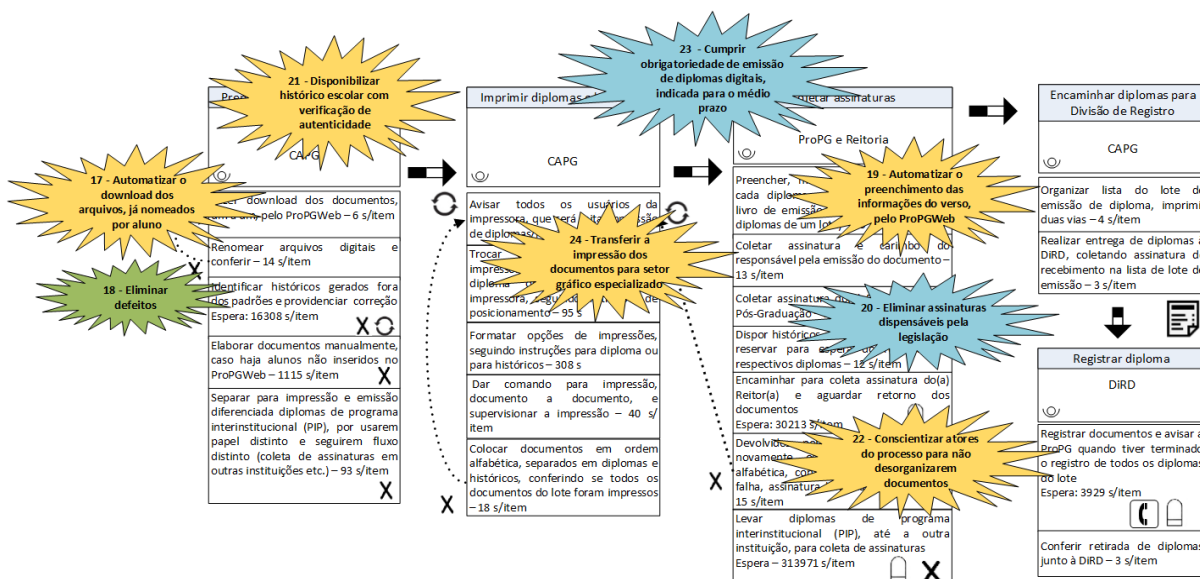 21 - Disponibilizar
histórico escolar com
verificação de
autenticidade
CAPG
17 - Automatizar o
download dos
arquivos, já nomeados
por aluno
18 - Eliminar
defeitos
download dos documentos,
pelo ProPGWeb – 6 s/item
Renomear arquivos digitais e
conferir – 14 s/item
Identificar históricos gerados fora
dos padrões e providenciar correção
Espera: 16308 s/item
X
X
Elaborar documentos manualmente,
caso haja alunos não inseridos no
ProPGWeb – 1115 s/item
X
Separar para impressão e emissão
diferenciada diplomas de programa
interinstitucional (PIP), por usarem
papel distinto e seguirem fluxo
distinto (coleta de assinaturas em
outras instituições etc.) – 93 s/item
X
Imprimir diplomas
CAPG
Avisar todos os usuários da
impressora, que
de diplomas
Trocar
diploma
impressora,
de
posicionamento – 95 s
24 - Transferir a
impressão dos
documentos para setor
gráfico especializado
Formatar opções de impressões,
seguindo instruções para diploma ou
para históricos – 308 s
Dar comando para impressão,
documento a documento, e
supervisionar a impressão – 40 s/
item
Colocar documentos em ordem
alfabética, separados em diplomas e
históricos, conferindo se todos os
documentos do lote foram impressos
– 18 s/item
X
23 - Cumprir
obrigatoriedade de emissão
de diplomas digitais,
indicada para o médio
prazo
assinaturas
ProPG e Reitoria
19 - Automatizar o
preenchimento das
informações do verso,
pelo ProPGWeb
Preencher,
cada
livro de emissão
diplomas de um
Coletar assinatura e carimbo do
responsável pela emissão do documento –
13 s/item
Coletar assinatura
Pós-Graduação
20 - Eliminar assinaturas
dispensáveis pela
legislação
Dispor históricos
reservar para
respectivos diplomas – 12 s/item
Encaminhar para coleta assinatura do(a)
Reitor(a) e aguardar retorno dos
documentos
Espera: 30213 s/item
22 - Conscientizar atores
do processo para não
desorganizarem
documentos
novamente
alfabética,
falha, assinatura
15 s/item
X
Levar diplomas de programa
interinstitucional (PIP), até a outra
instituição, para coleta de assinaturas
Espera – 313971 s/item
X
Encaminhar diplomas para
Divisão de Registro
CAPG
Organizar lista do lote
emissão de diploma,
duas vias – 4 s/item
Realizar entrega de diplomas
DiRD, coletando assinatura
recebimento na lista de lote
emissão – 3 s/item
Registrar diploma
DiRD
Registrar documentos e avisar
ProPG quando tiver terminado
o registro de todos os diplomas
do lote
Espera: 3929 s/item
Conferir retirada de diplomas
junto à DiRD – 3 s/item